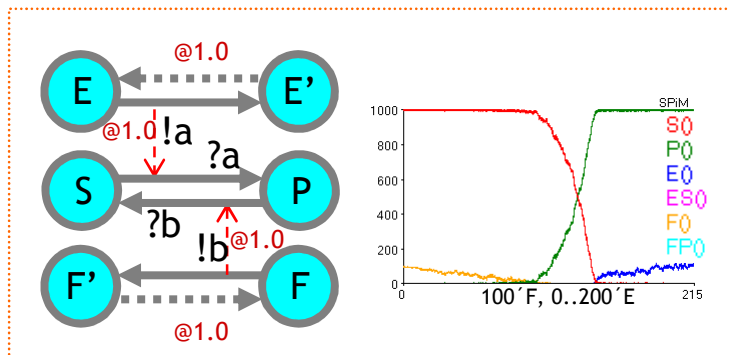 @1.0
E E'
@1.0 !a
?a
S P
?b
!b @1.0
F' F
@1.0
SPiM
1000
800
600
400
200
0
S()
P()
E()
ES()
F()
FP()
0 215
100´F, 0..200´E